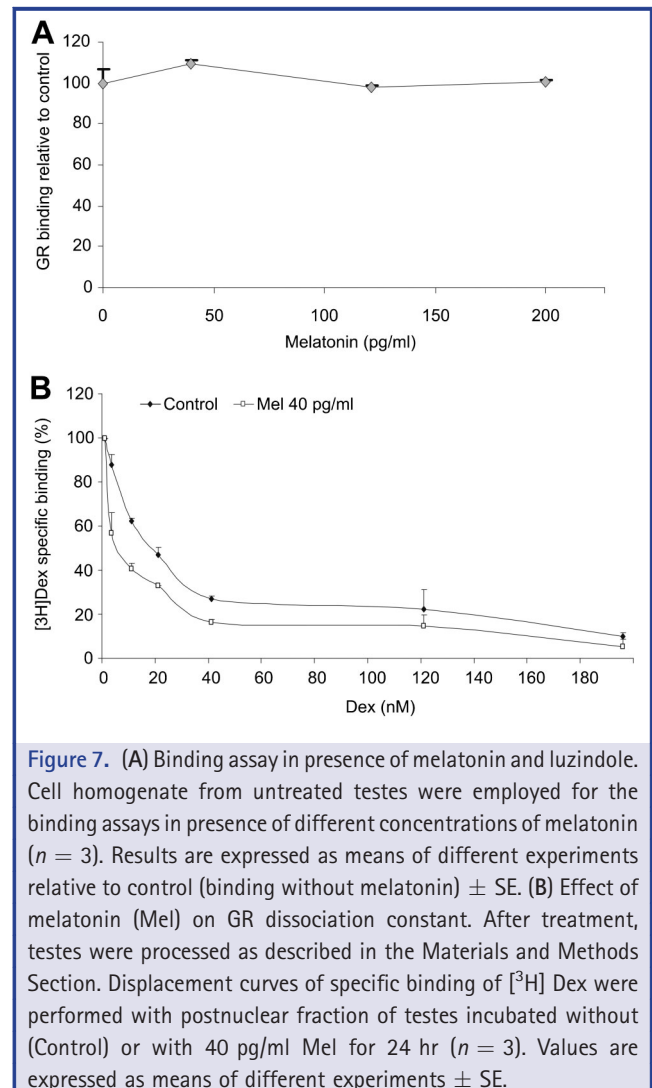 A
120
100
80
60
40
20
0
GR binding relative to control
0 50 100 150 200
Melatonin (pg/ml)
B
120
100
80
60
40
20
0
[3H]Dex specific binding (%)
Control Mel 40 pg/ml
0 20 40 60 80 100 120 140 160 180
Dex (nM)
Figure 7. (A) Binding assay in presence of melatonin and luzindole.
Cell homogenate from untreated testes were employed for the
binding assays in presence of different concentrations of melatonin
(n = 3). Results are expressed as means of different experiments
relative to control (binding without melatonin) ± SE. (B) Effect of
melatonin (Mel) on GR dissociation constant. After treatment,
testes were processed as described in the Materials and Methods
Section. Displacement curves of specific binding of [³H] Dex were
performed with postnuclear fraction of testes incubated without
(Control) or with 40 pg/ml Mel for 24 hr (n = 3). Values are
expressed as means of different experiments ± SE.